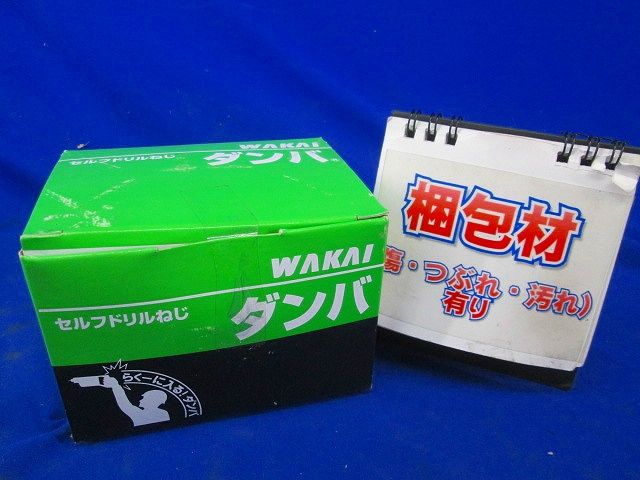 WAKAI
セルフドリルねじ
ダンバ®
WAKAI
セルフドリルねじ
ダンバ
らくーに入る!ダンバ
梱包材
傷・つぶれ・汚れ)
有り